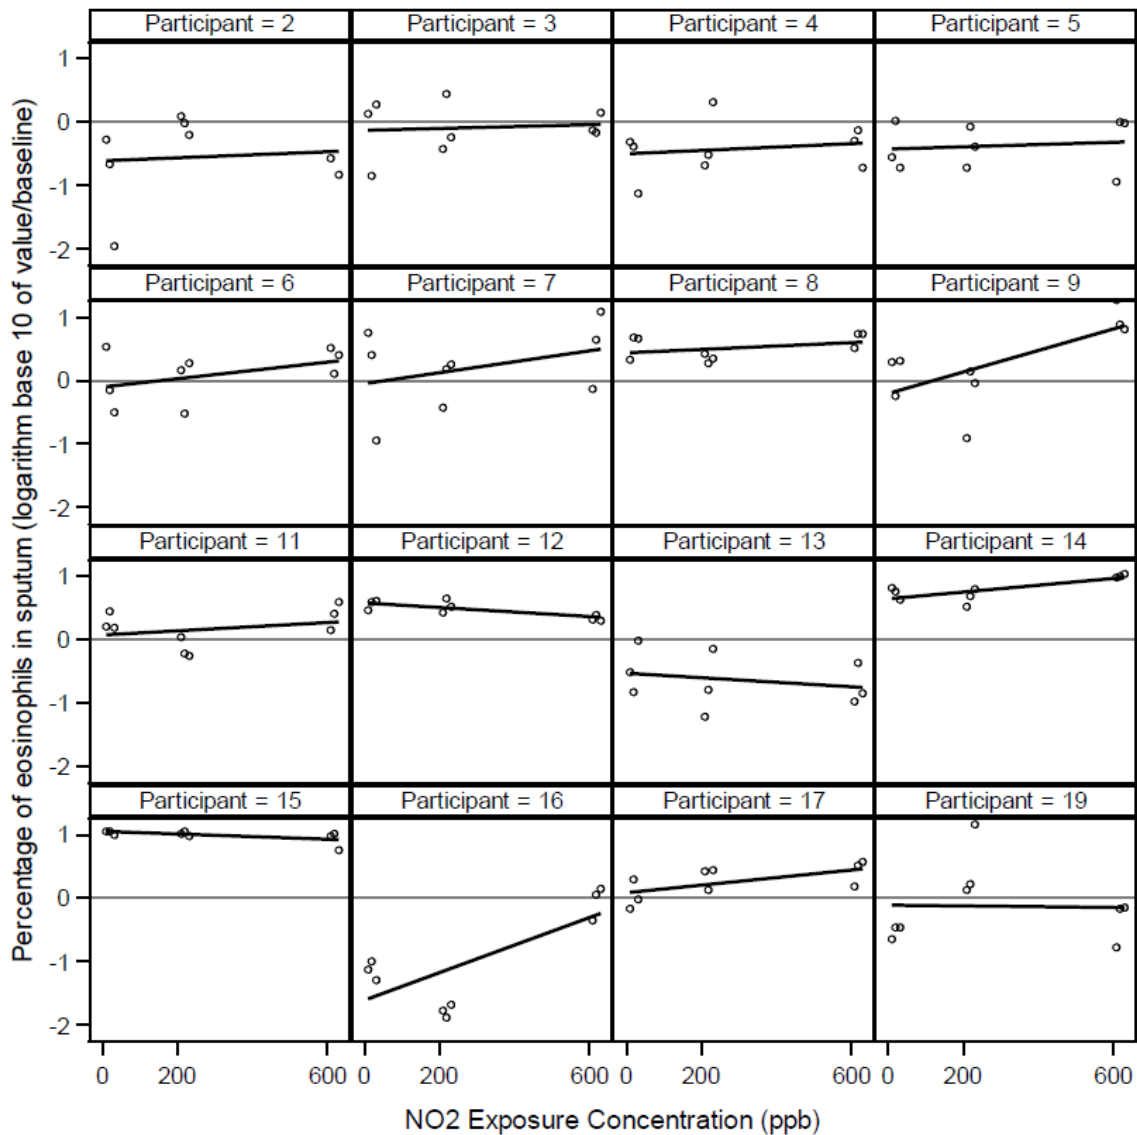 Percentage of eosinophils in sputum (logarithm base 10 of value/baseline)
Participant = 2 Participant = 3 Participant = 4 Participant = 5
1
0
-1
-2
Participant = 6 Participant = 7 Participant = 8 Participant = 9
1
0
-1
-2
Participant = 11 Participant = 12 Participant = 13 Participant = 14
1
0
-1
-2
Participant = 15 Participant = 16 Participant = 17 Participant = 19
1
0
-1
-2
0 200 600 0 200 600 0 200 600 0 200 600
NO2 Exposure Concentration (ppb)